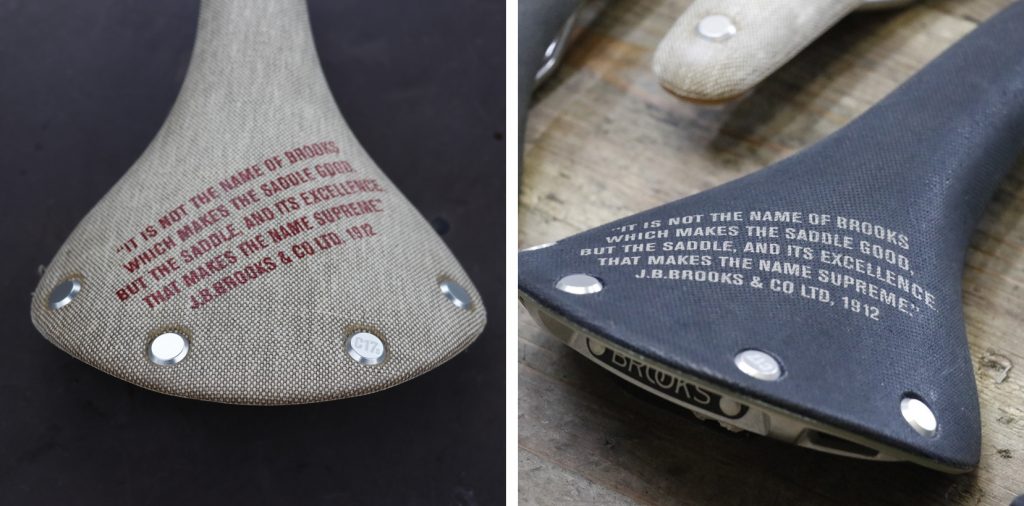 "IT IS NOT THE NAME OF BROOKS
WHICH MAKES THE SADDLE GOOD,
BUT THE SADDLE, AND ITS EXCELLENCE
THAT MAKES THE NAME SUPREME."
J.B.BROOKS & CO LTD, 1912
C17
"IT IS NOT THE NAME OF BROOKS
WHICH MAKES THE SADDLE GOOD,
BUT THE SADDLE, AND ITS EXCELLENCE
THAT MAKES THE NAME SUPREME."
J.B.BROOKS & CO LTD, 1912
BROOKS